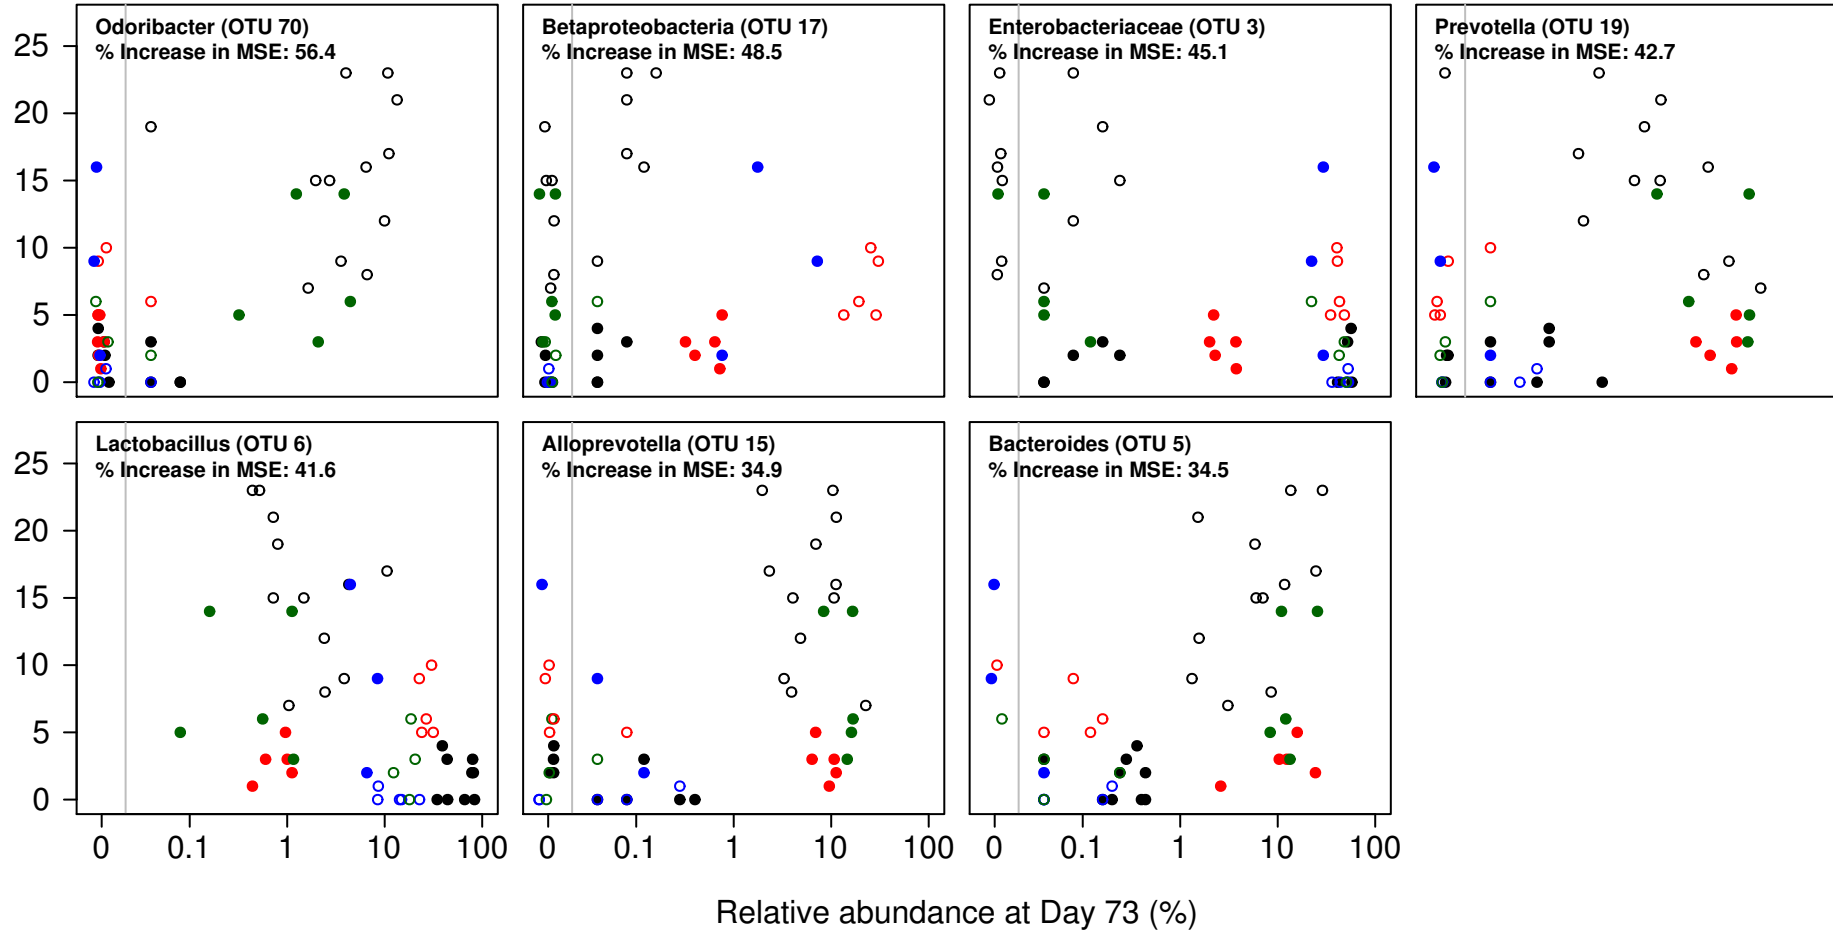 Odoribacter (OTU 70)
% Increase in MSE: 56.4
Betaproteobacteria (OTU 17)
% Increase in MSE: 48.5
Enterobacteriaceae (OTU 3)
% Increase in MSE: 45.1
Prevotella (OTU 19)
% Increase in MSE: 42.7
25
20
15
10
5
0
Lactobacillus (OTU 6)
% Increase in MSE: 41.6
Alloprevotella (OTU 15)
% Increase in MSE: 34.9
Bacteroides (OTU 5)
% Increase in MSE: 34.5
25
20
15
10
5
0
0 0.1 1 10 100
0 0.1 1 10 100
0 0.1 1 10 100
Relative abundance at Day 73 (%)